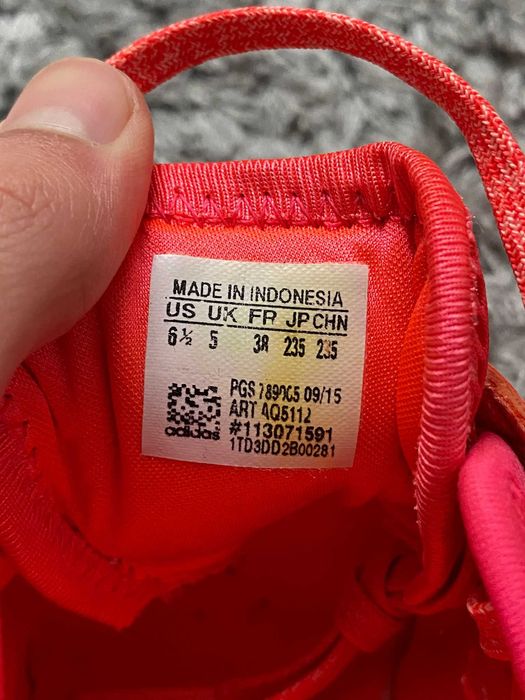 MADE IN INDONESIA
US UK FR JP CHN
6½ 5 38 235 235
PGS 789005 09/15
ART AQ5112
#113071591
adidas 1TD3DD2B00281